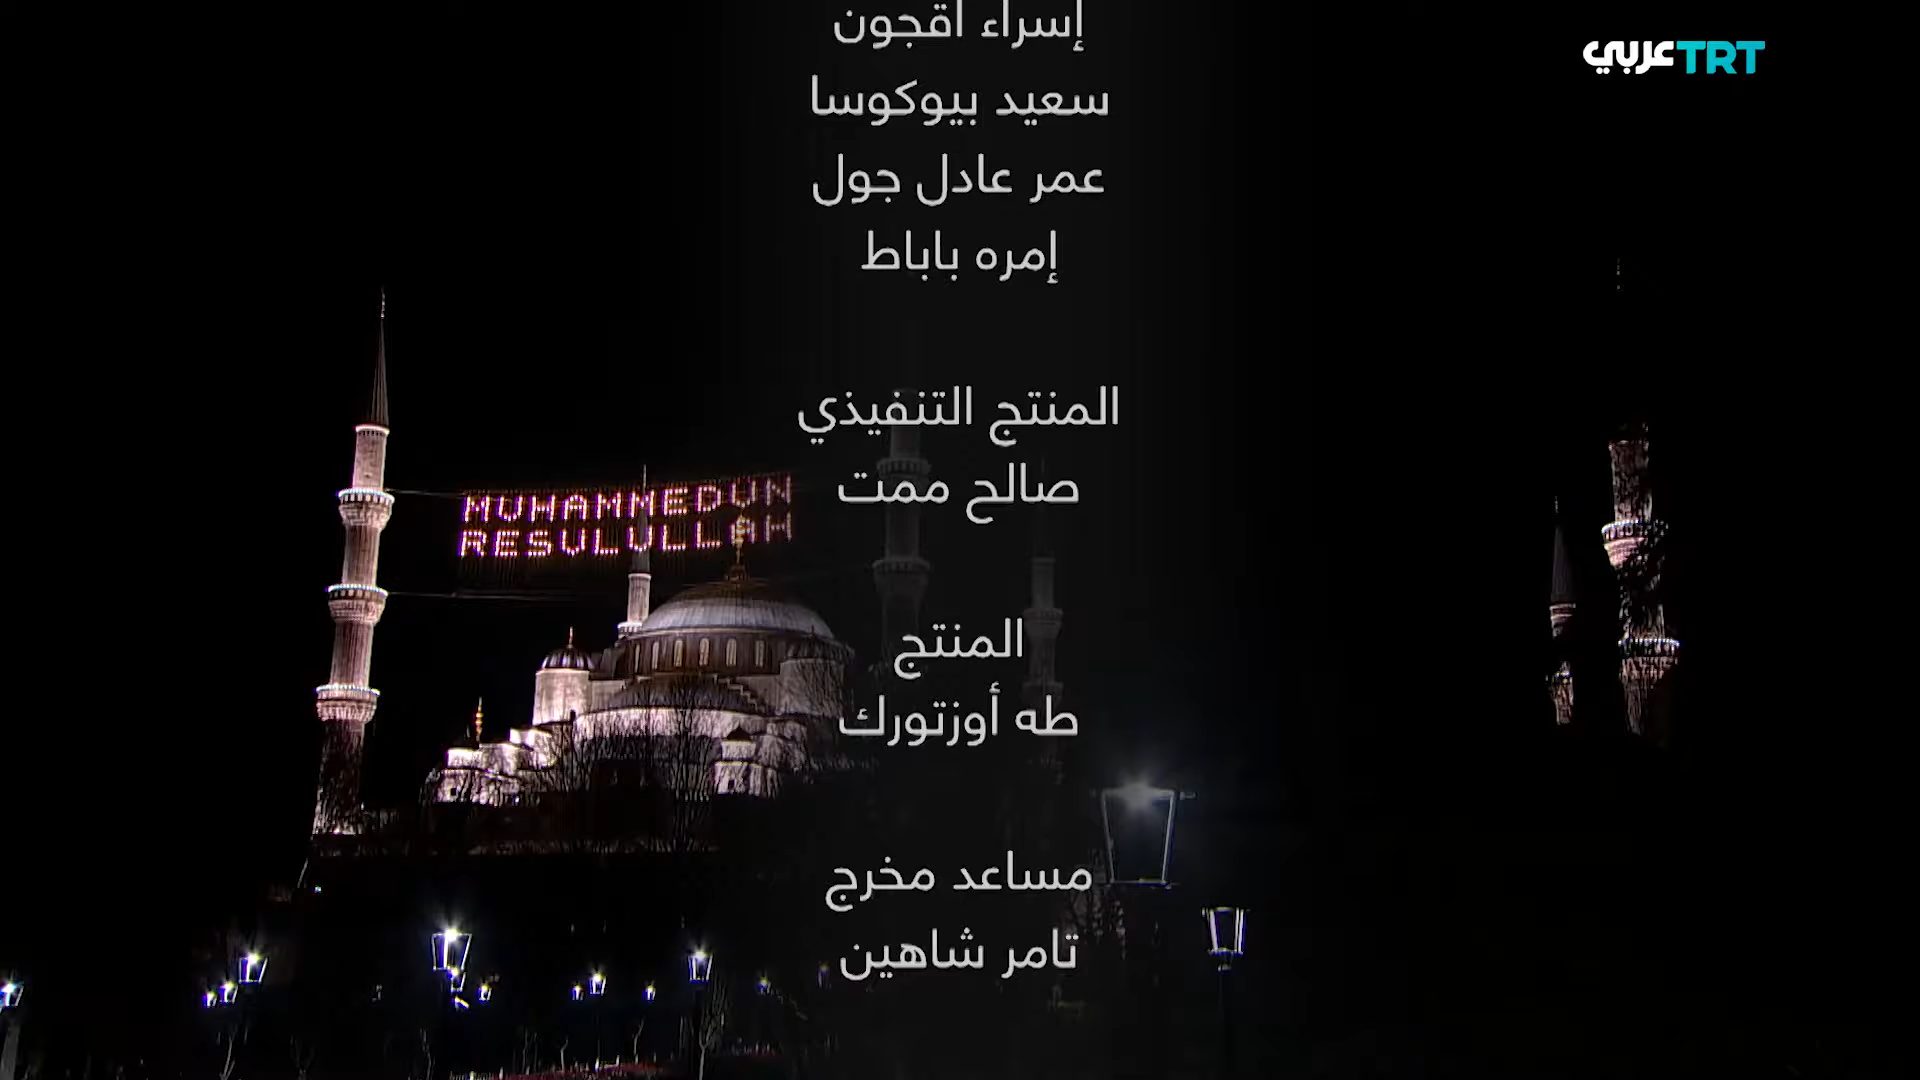 إسراء أقجون
TRT عربي
سعيد بيوكوسا
عمر عادل جول
إمره باباط
المنتج التنفيذي
صالح ممت
MUHAMMEDUN
RESULULLAH
المنتج
طه أوزتورك
مساعد مخرج
تامر شاهين